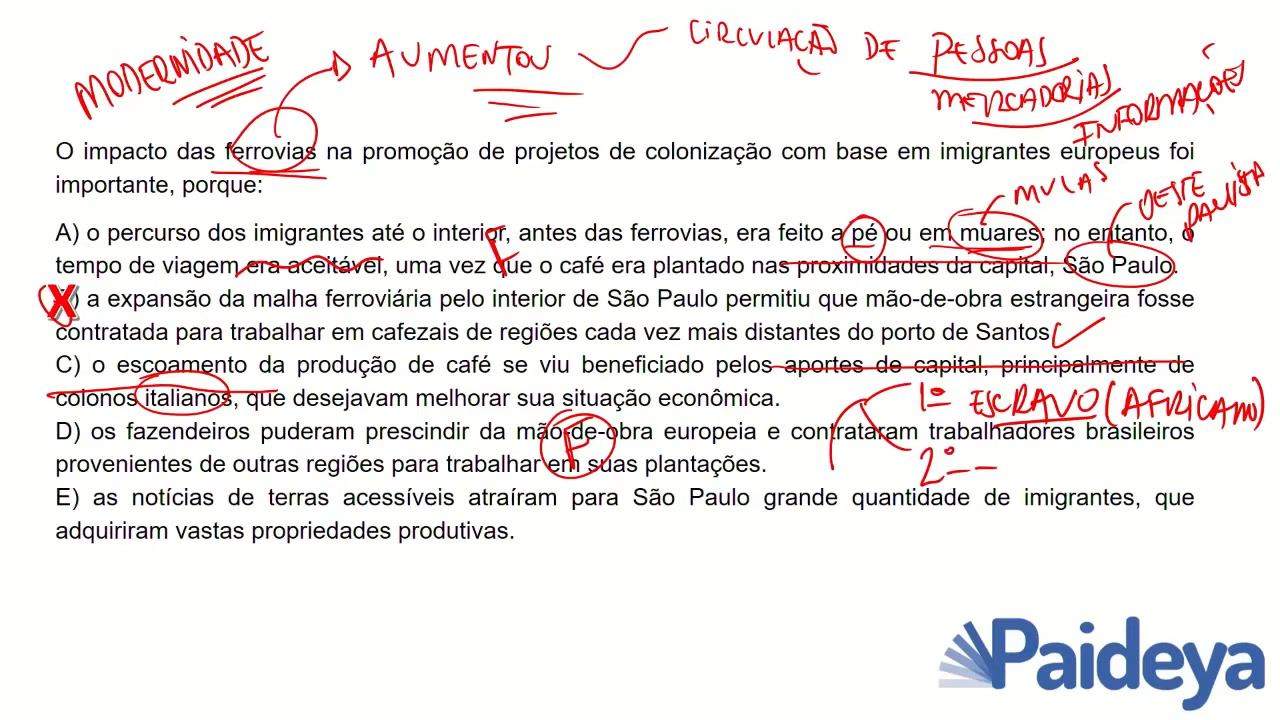 MODERNIDADE
AUMENTOU
CIRCULAÇÃO DE PESSOAS
MERCADORIAS
INFORMAÇÕES
O impacto das ferrovias na promoção de projetos de colonização com base em imigrantes europeus foi
importante, porque:
MULAS
OESTE
PAULISTA
A) o percurso dos imigrantes até o interior, antes das ferrovias, era feito a pé ou em muares; no entanto, o
tempo de viagem era aceitável, uma vez que o café era plantado nas proximidades da capital, São Paulo.
F
X ) a expansão da malha ferroviária pelo interior de São Paulo permitiu que mão-de-obra estrangeira fosse
contratada para trabalhar em cafezais de regiões cada vez mais distantes do porto de Santos
C) o escoamento da produção de café se viu beneficiado pelos aportes de capital, principalmente de
colonos italianos, que desejavam melhorar sua situação econômica.
1º ESCRAVO (AFRICANO)
D) os fazendeiros puderam prescindir da mão-de-obra europeia e contrataram trabalhadores brasileiros
provenientes de outras regiões para trabalhar em suas plantações.
F
2º --
E) as notícias de terras acessíveis atraíram para São Paulo grande quantidade de imigrantes, que
adquiriram vastas propriedades produtivas.
Paideya